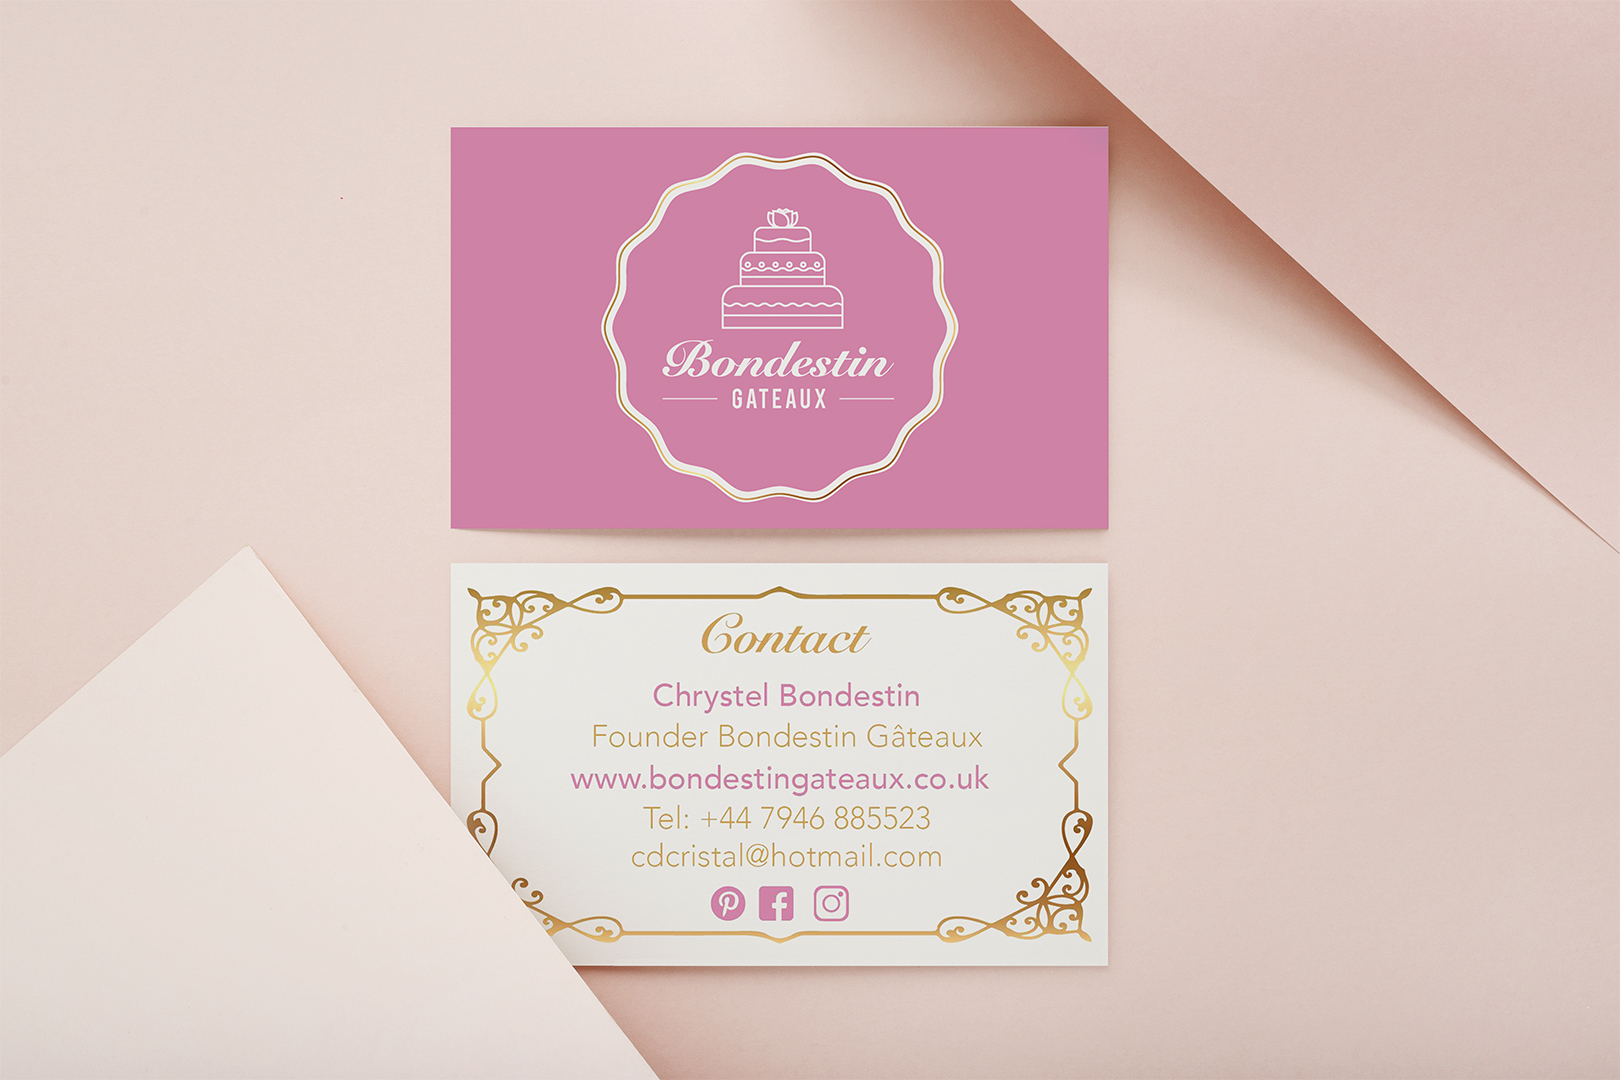 Bondestin
GATEAUX
Contact
Chrystel Bondestin
Founder Bondestin Gâteaux
www.bondestingateaux.co.uk
Tel: +44 7946 885523
cdcristal@hotmail.com